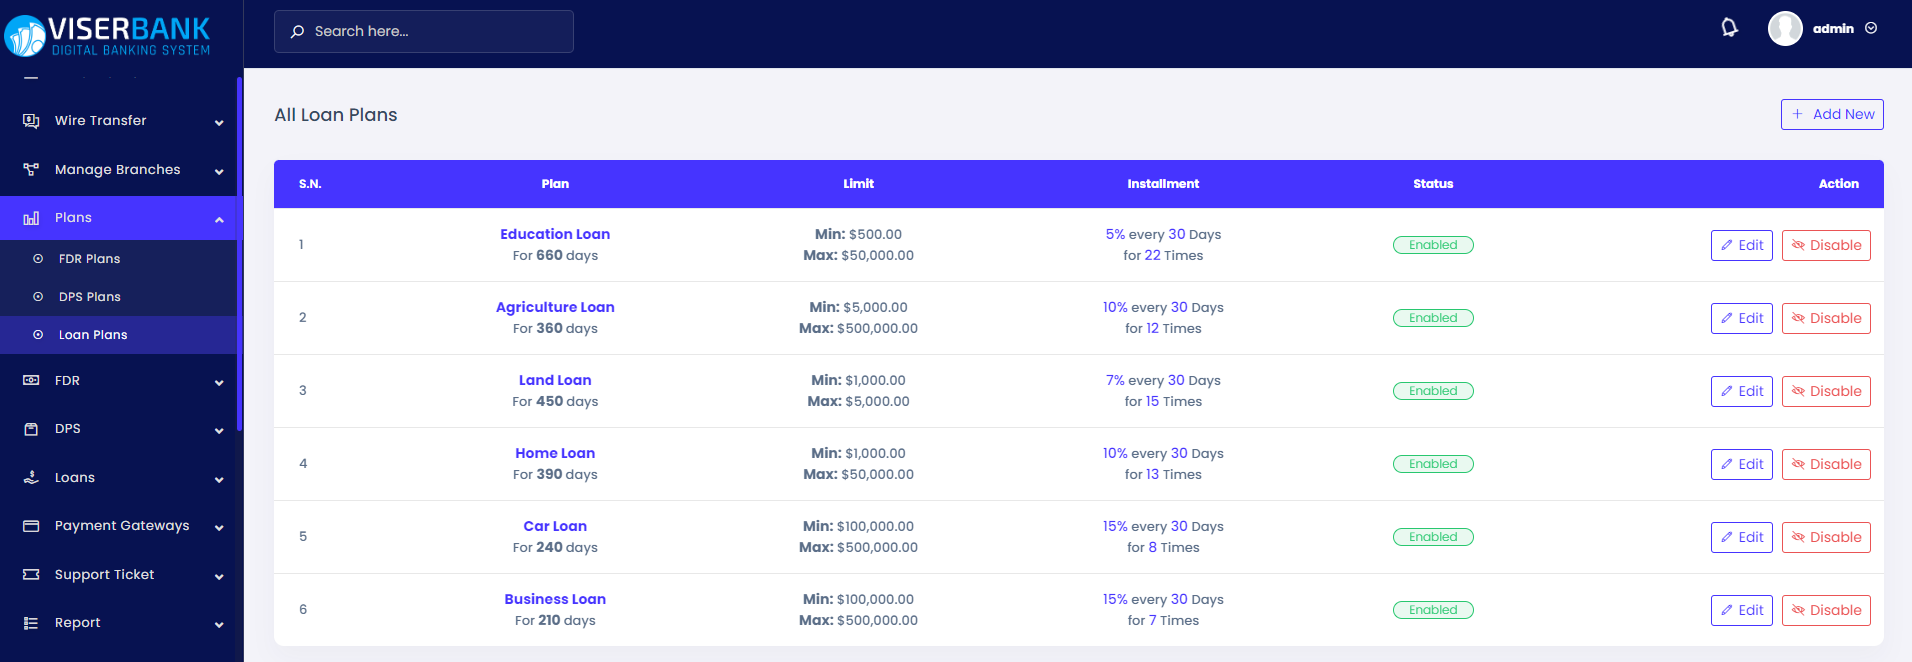 VISERBANK
DIGITAL BANKING SYSTEM
Search here...
admin
Wire Transfer
Manage Branches
Plans
FDR Plans
DPS Plans
Loan Plans
FDR
DPS
Loans
Payment Gateways
Support Ticket
Report
All Loan Plans
Add New
S.N. Plan Limit Installment Status Action
1 Education Loan Min: $500.00 5% every 30 Days Enabled Edit Disable
For 660 days Max: $50,000.00 for 22 Times
2 Agriculture Loan Min: $5,000.00 10% every 30 Days Enabled Edit Disable
For 360 days Max: $500,000.00 for 12 Times
3 Land Loan Min: $1,000.00 7% every 30 Days Enabled Edit Disable
For 450 days Max: $5,000.00 for 15 Times
4 Home Loan Min: $1,000.00 10% every 30 Days Enabled Edit Disable
For 390 days Max: $50,000.00 for 13 Times
5 Car Loan Min: $100,000.00 15% every 30 Days Enabled Edit Disable
For 240 days Max: $500,000.00 for 8 Times
6 Business Loan Min: $100,000.00 15% every 30 Days Enabled Edit Disable
For 210 days Max: $500,000.00 for 7 Times